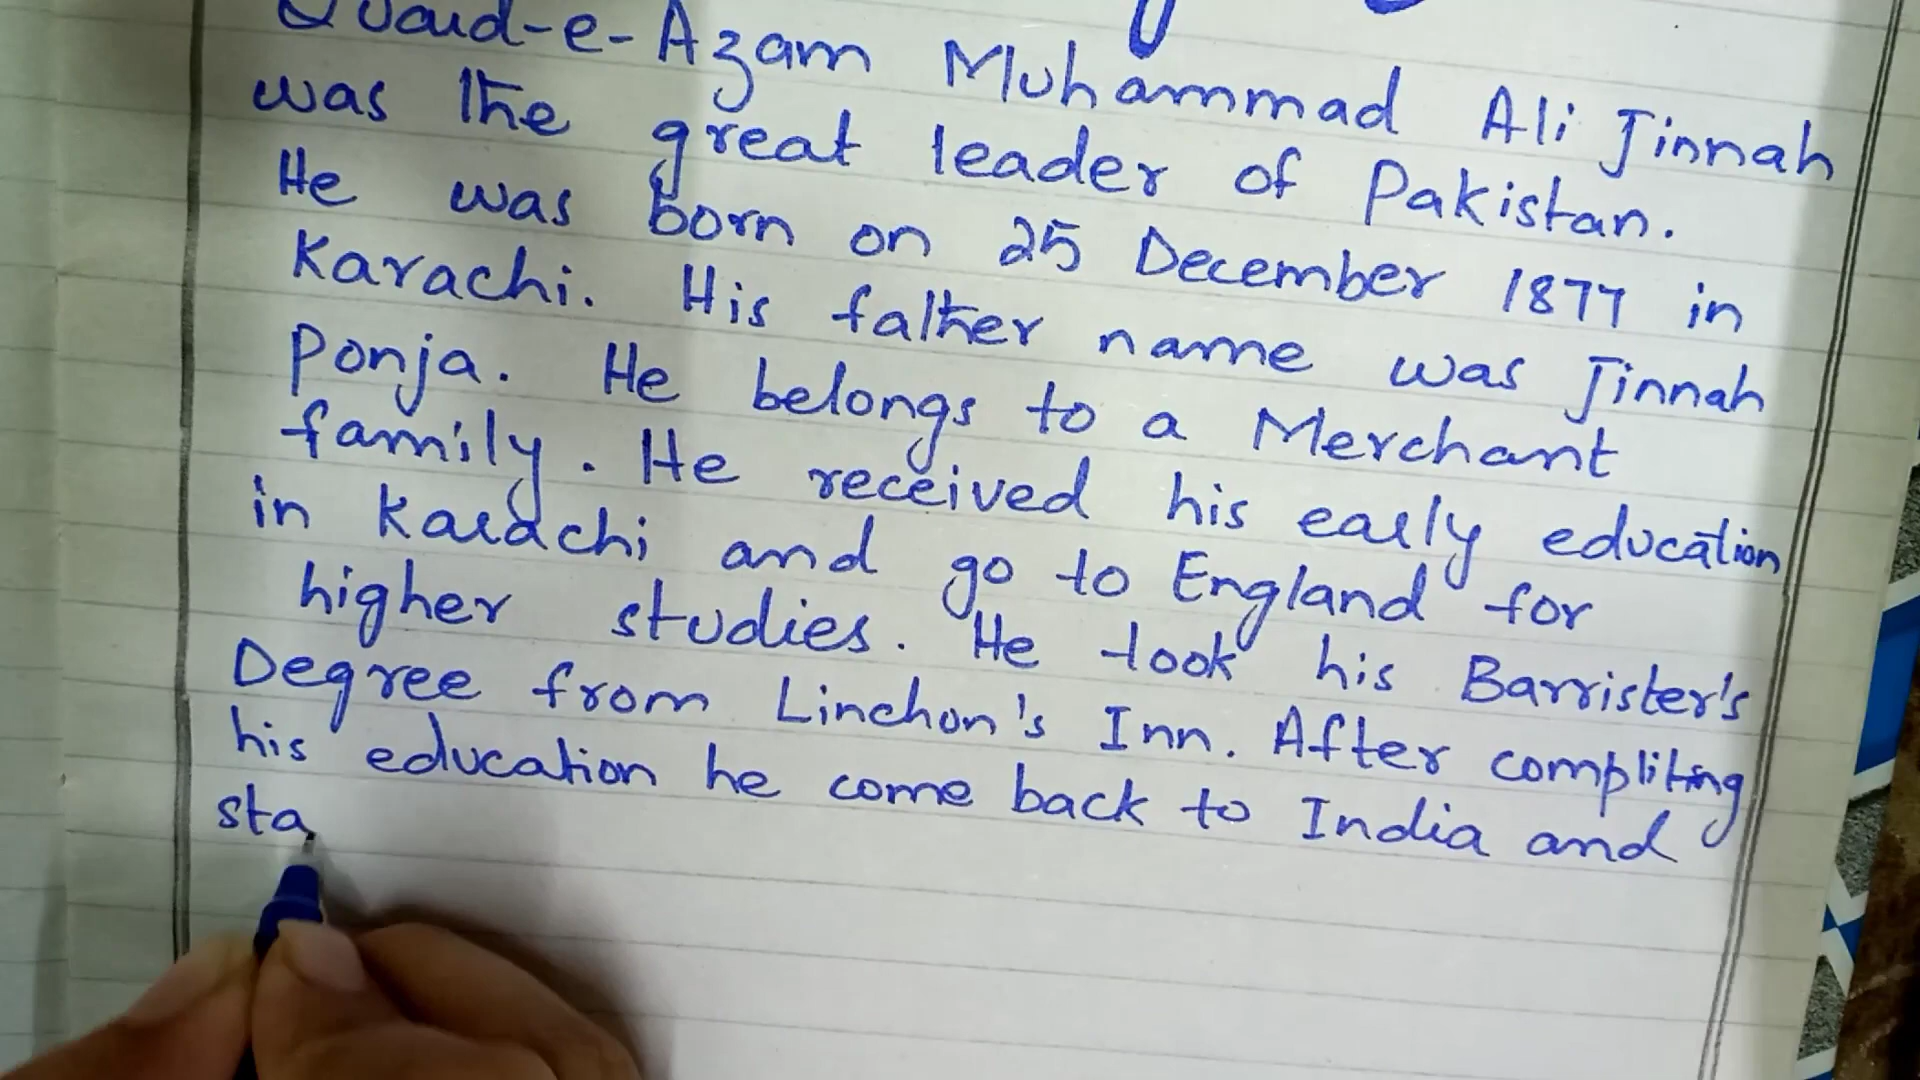 Quaid-e-Azam Muhammad Ali Jinnah
was the great leader of Pakistan.
He was born on 25 December 1877 in
Karachi. His father name was Jinnah
Ponja. He belongs to a Merchant
family. He received his early education
in Karachi and go to England for
higher studies. He took his Barrister's
Degree from Linchon's Inn. After compliting
his education he come back to India and
sta